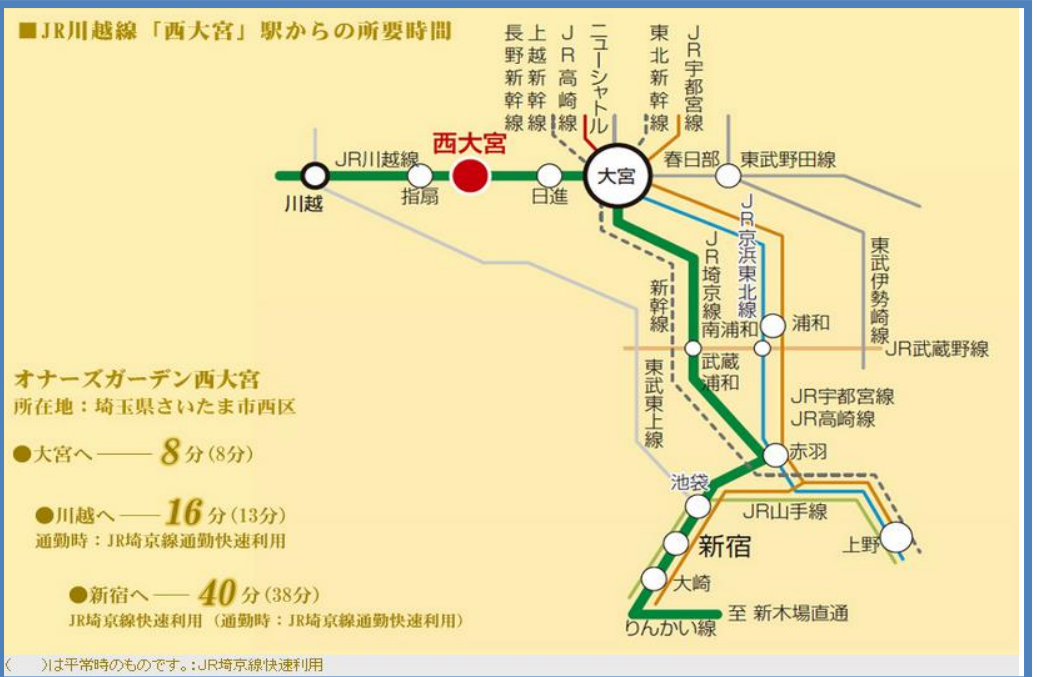 ■JR川越線「西大宮」駅からの所要時間
長野新幹線
上越新幹線
JR高崎線
ニューシャトル
東北新幹線
JR宇都宮線
西大宮
JR川越線
川越
指扇
日進
大宮
春日部
東武野田線
JR埼京線
JR京浜東北線
東武伊勢崎線
新幹線
南浦和
浦和
JR武蔵野線
武蔵
浦和
東武東上線
JR宇都宮線
JR高崎線
赤羽
池袋
JR山手線
上野
新宿
大崎
りんかい線
至 新木場直通
オナーズガーデン西大宮
所在地:埼玉県さいたま市西区
●大宮へ── 8分(8分)
●川越へ── 16分(13分)
通勤時:JR埼京線通勤快速利用
●新宿へ── 40分(38分)
JR埼京線快速利用(通勤時:JR埼京線通勤快速利用)
(  )は平常時のものです。:JR埼京線快速利用